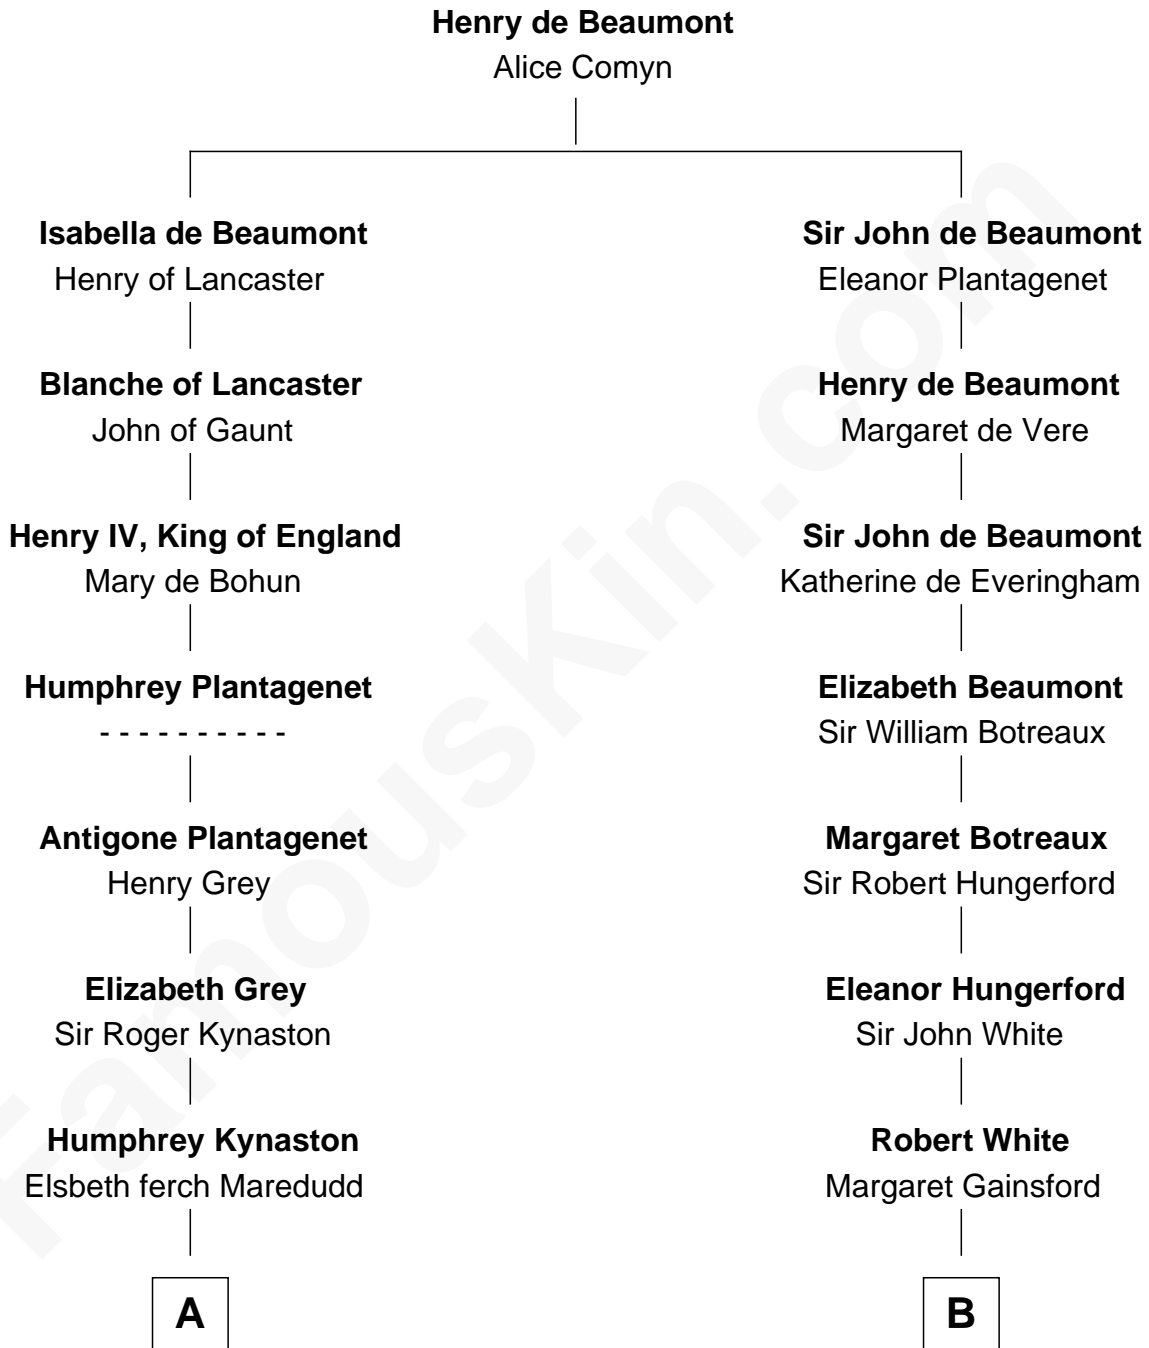 Henry de Beaumont
Alice Comyn
Isabella de Beaumont
Henry of Lancaster
Sir John de Beaumont
Eleanor Plantagenet
Blanche of Lancaster
John of Gaunt
Henry de Beaumont
Margaret de Vere
Henry IV, King of England
Mary de Bohun
Sir John de Beaumont
Katherine de Everingham
Humphrey Plantagenet
- - - - - - - - - -
Elizabeth Beaumont
Sir William Botreaux
Antigone Plantagenet
Henry Grey
Margaret Botreaux
Sir Robert Hungerford
Elizabeth Grey
Sir Roger Kynaston
Eleanor Hungerford
Sir John White
Humphrey Kynaston
Elsbeth ferch Maredudd
Robert White
Margaret Gainsford
A
B
FamousKin.com